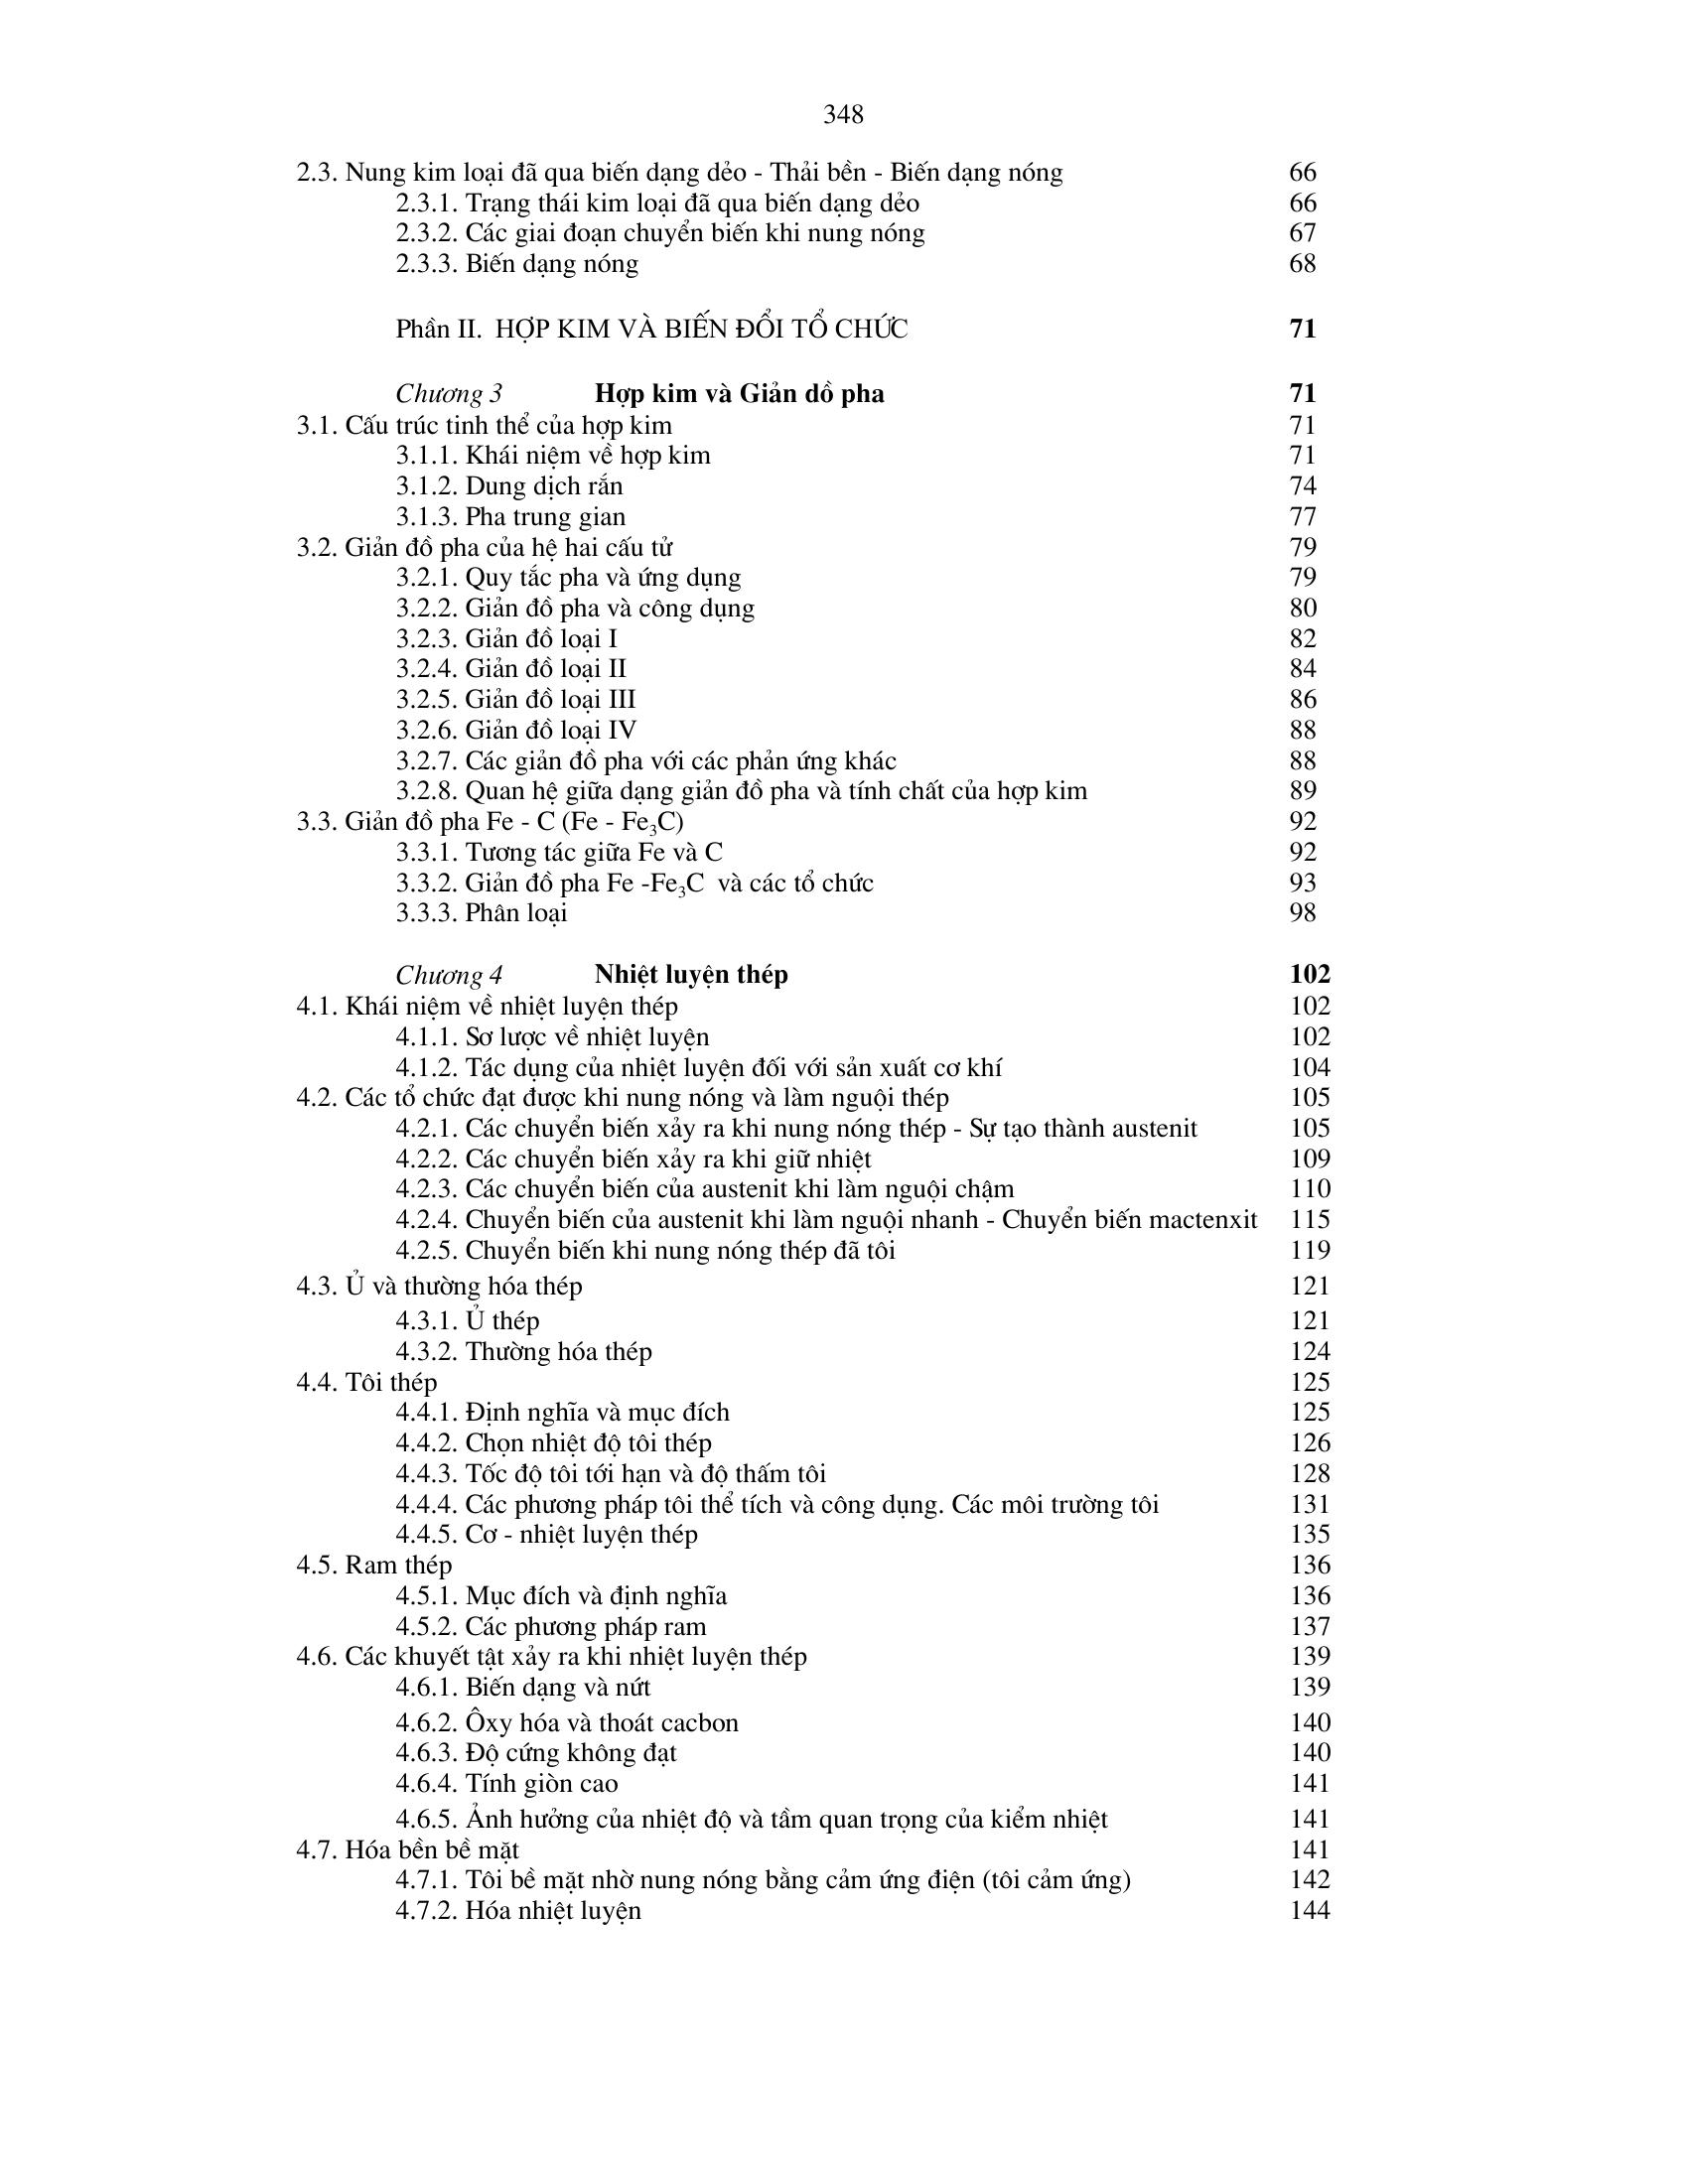 348
2.3. Nung kim loại đã qua biến dạng dẻo - Thải bền - Biến dạng nóng 66
2.3.1. Trạng thái kim loại đã qua biến dạng dẻo 66
2.3.2. Các giai đoạn chuyển biến khi nung nóng 67
2.3.3. Biến dạng nóng 68
Phần II. HỢP KIM VÀ BIẾN ĐỔI TỔ CHỨC 71
Chương 3 Hợp kim và Giản dồ pha 71
3.1. Cấu trúc tinh thể của hợp kim 71
3.1.1. Khái niệm về hợp kim 71
3.1.2. Dung dịch rắn 74
3.1.3. Pha trung gian 77
3.2. Giản đồ pha của hệ hai cấu tử 79
3.2.1. Quy tắc pha và ứng dụng 79
3.2.2. Giản đồ pha và công dụng 80
3.2.3. Giản đồ loại I 82
3.2.4. Giản đồ loại II 84
3.2.5. Giản đồ loại III 86
3.2.6. Giản đồ loại IV 88
3.2.7. Các giản đồ pha với các phản ứng khác 88
3.2.8. Quan hệ giữa dạng giản đồ pha và tính chất của hợp kim 89
3.3. Giản đồ pha Fe - C (Fe - Fe₃C) 92
3.3.1. Tương tác giữa Fe và C 92
3.3.2. Giản đồ pha Fe -Fe₃C và các tổ chức 93
3.3.3. Phân loại 98
Chương 4 Nhiệt luyện thép 102
4.1. Khái niệm về nhiệt luyện thép 102
4.1.1. Sơ lược về nhiệt luyện 102
4.1.2. Tác dụng của nhiệt luyện đối với sản xuất cơ khí 104
4.2. Các tổ chức đạt được khi nung nóng và làm nguội thép 105
4.2.1. Các chuyển biến xảy ra khi nung nóng thép - Sự tạo thành austenit 105
4.2.2. Các chuyển biến xảy ra khi giữ nhiệt 109
4.2.3. Các chuyển biến của austenit khi làm nguội chậm 110
4.2.4. Chuyển biến của austenit khi làm nguội nhanh - Chuyển biến mactenxit 115
4.2.5. Chuyển biến khi nung nóng thép đã tôi 119
4.3. Ủ và thường hóa thép 121
4.3.1. Ủ thép 121
4.3.2. Thường hóa thép 124
4.4. Tôi thép 125
4.4.1. Định nghĩa và mục đích 125
4.4.2. Chọn nhiệt độ tôi thép 126
4.4.3. Tốc độ tôi tới hạn và độ thấm tôi 128
4.4.4. Các phương pháp tôi thể tích và công dụng. Các môi trường tôi 131
4.4.5. Cơ - nhiệt luyện thép 135
4.5. Ram thép 136
4.5.1. Mục đích và định nghĩa 136
4.5.2. Các phương pháp ram 137
4.6. Các khuyết tật xảy ra khi nhiệt luyện thép 139
4.6.1. Biến dạng và nứt 139
4.6.2. Ôxy hóa và thoát cacbon 140
4.6.3. Độ cứng không đạt 140
4.6.4. Tính giòn cao 141
4.6.5. Ảnh hưởng của nhiệt độ và tầm quan trọng của kiểm nhiệt 141
4.7. Hóa bền bề mặt 141
4.7.1. Tôi bề mặt nhờ nung nóng bằng cảm ứng điện (tôi cảm ứng) 142
4.7.2. Hóa nhiệt luyện 144